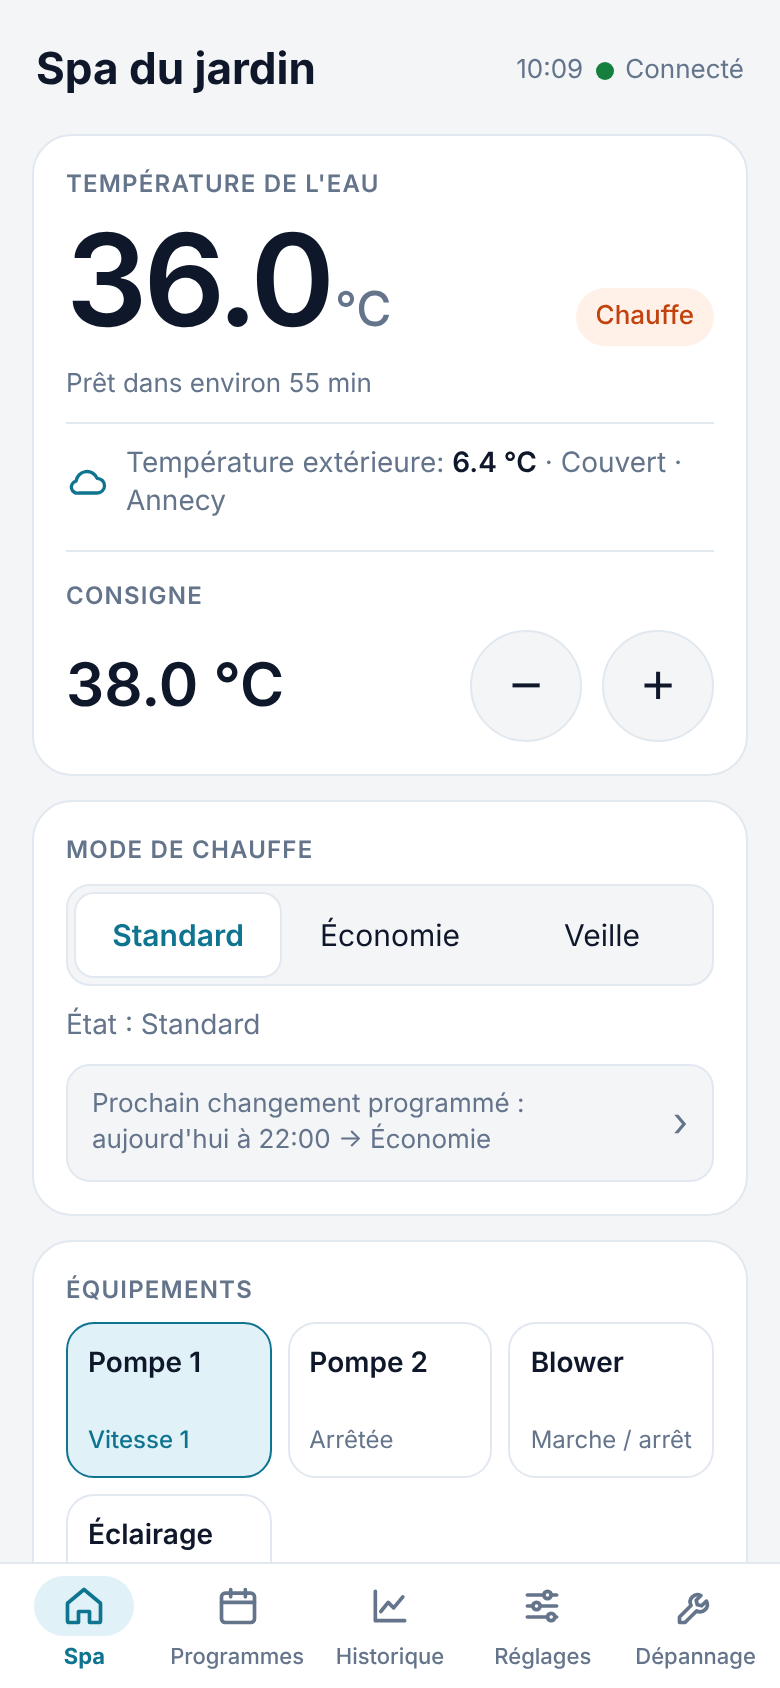 Spa du jardin
10:09 Connecté
TEMPÉRATURE DE L'EAU
36.0 °C
Chauffe
Prêt dans environ 55 min
Température extérieure: 6.4 °C · Couvert ·
Annecy
CONSIGNE
38.0 °C
− +
MODE DE CHAUFFE
Standard Économie Veille
État : Standard
Prochain changement programmé :
aujourd'hui à 22:00 → Économie
ÉQUIPEMENTS
Pompe 1 Pompe 2 Blower
Vitesse 1 Arrêtée Marche / arrêt
Éclairage
Spa Programmes Historique Réglages Dépannage